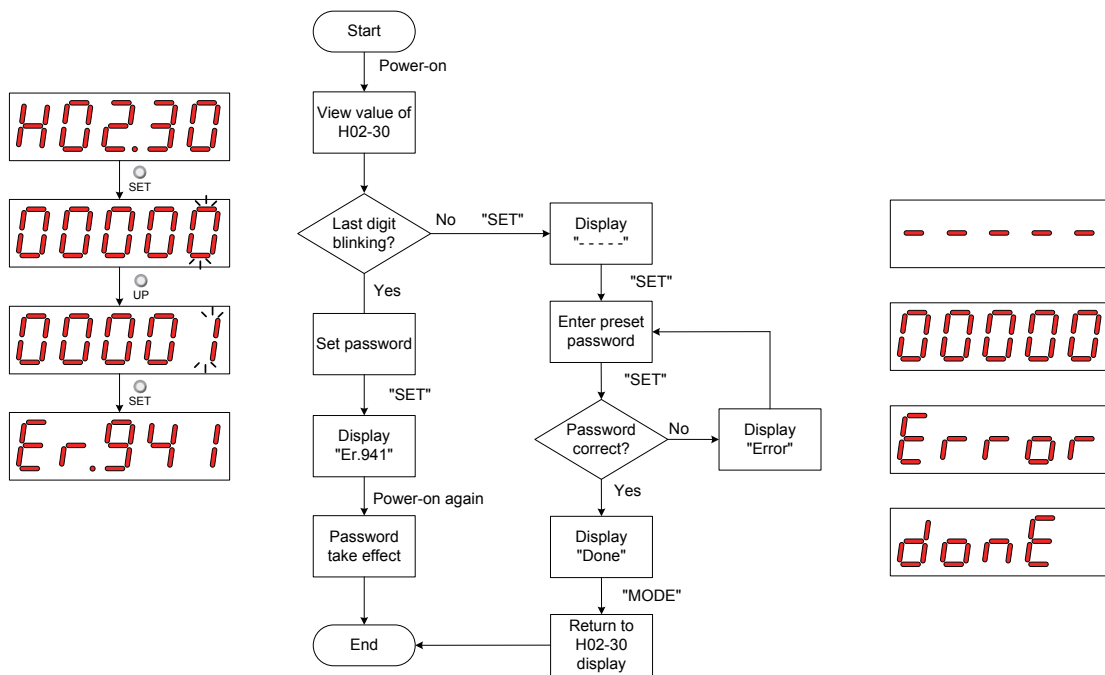 H02.30
SET
00000
UP
00001
SET
Er.941
Start
Power-on
View value of
H02-30
Last digit
blinking?
No
"SET"
Yes
Set password
"SET"
Display
"Er.941"
Power-on again
Password
take effect
End
Display
"- - - - -"
"SET"
Enter preset
password
"SET"
Password
correct?
No
Display
"Error"
Yes
Display
"Done"
"MODE"
Return to
H02-30
display
- - - - -
00000
Error
donE